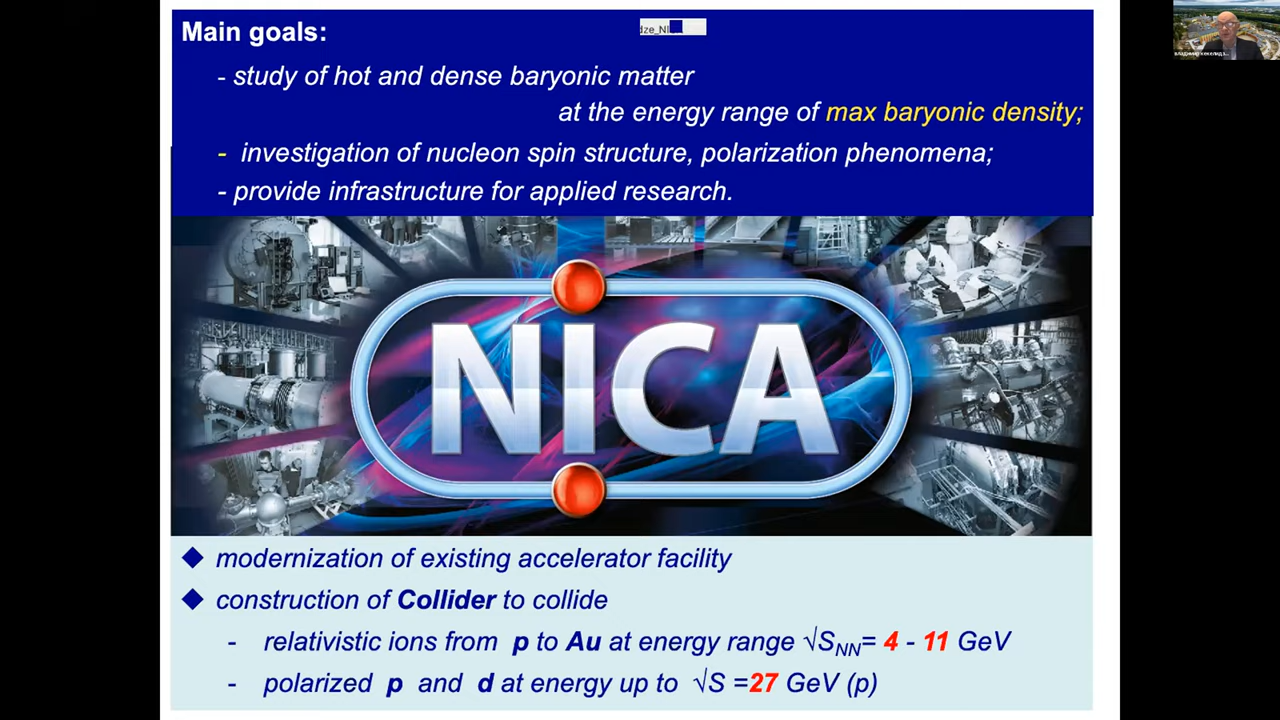 Main goals:
dze_NI
- study of hot and dense baryonic matter
at the energy range of max baryonic density;
- investigation of nucleon spin structure, polarization phenomena;
- provide infrastructure for applied research.
NICA
◆ modernization of existing accelerator facility
◆ construction of Collider to collide
- relativistic ions from p to Au at energy range √S_NN= 4 - 11 GeV
- polarized p and d at energy up to √S =27 GeV (p)